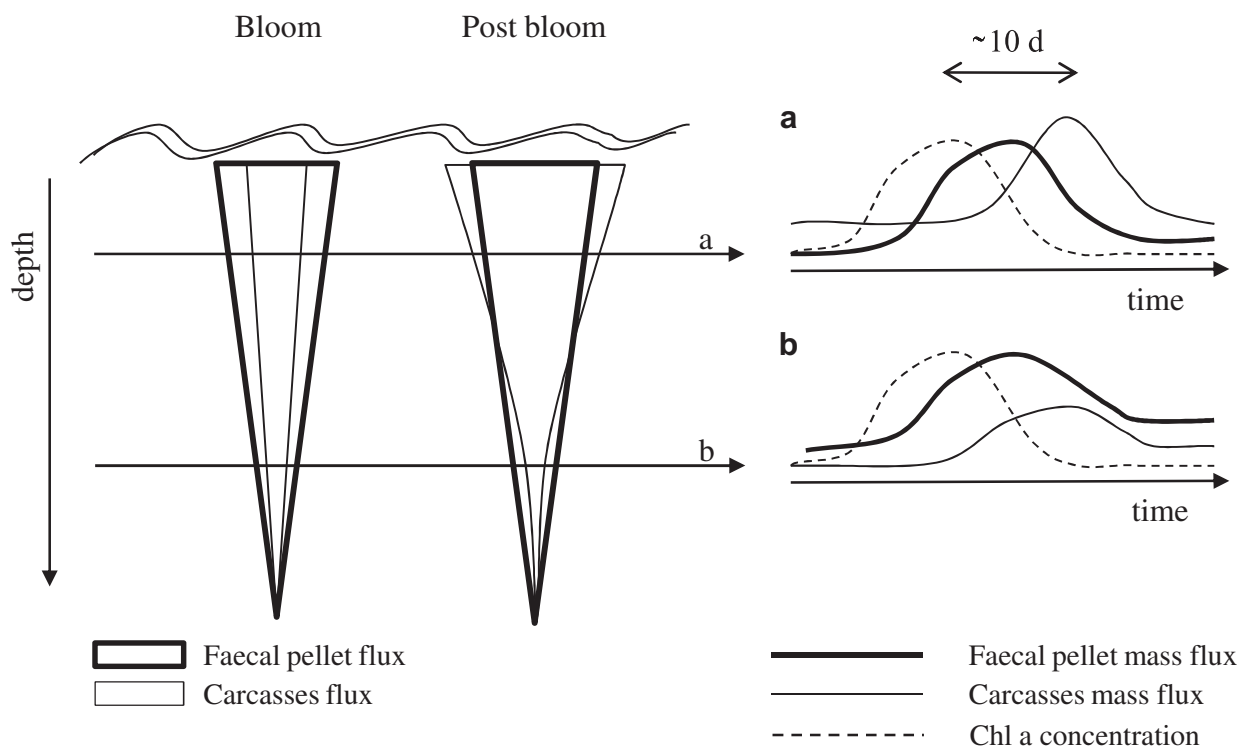 Bloom
Post bloom
depth
a
b
Faecal pellet flux
Carcasses flux
~10 d
a
time
b
time
Faecal pellet mass flux
Carcasses mass flux
Chl a concentration